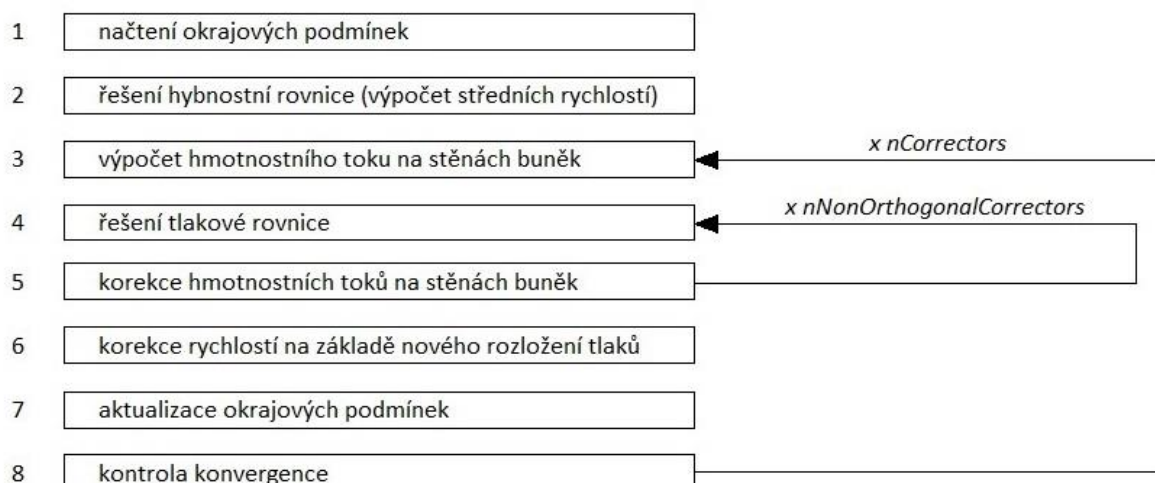 1 načtení okrajových podmínek
2 řešení hybnostní rovnice (výpočet středních rychlostí)
x nCorrectors
3 výpočet hmotnostního toku na stěnách buněk
x nNonOrthogonalCorrectors
4 řešení tlakové rovnice
5 korekce hmotnostních toků na stěnách buněk
6 korekce rychlostí na základě nového rozložení tlaků
7 aktualizace okrajových podmínek
8 kontrola konvergence